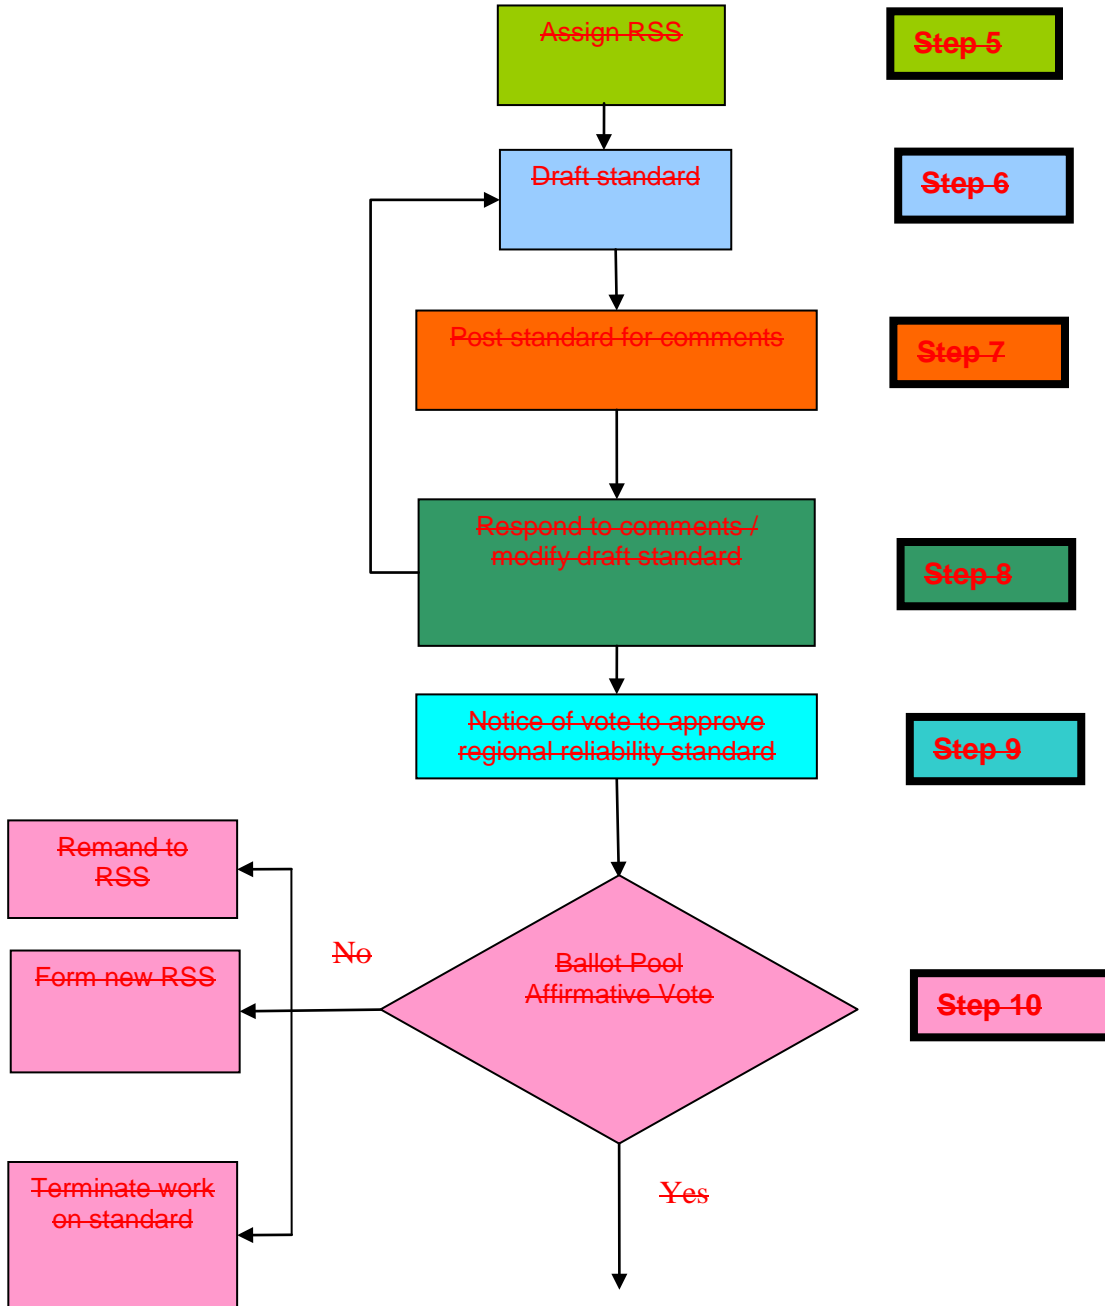 Assign RSS
Step 5
Draft standard
Step 6
Post standard for comments
Step 7
Respond to comments /
modify draft standard
Step 8
Notice of vote to approve
regional reliability standard
Step 9
Remand to
RSS
No
Form new RSS
Ballot Pool
Affirmative Vote
Step 10
Terminate work
on standard
Yes